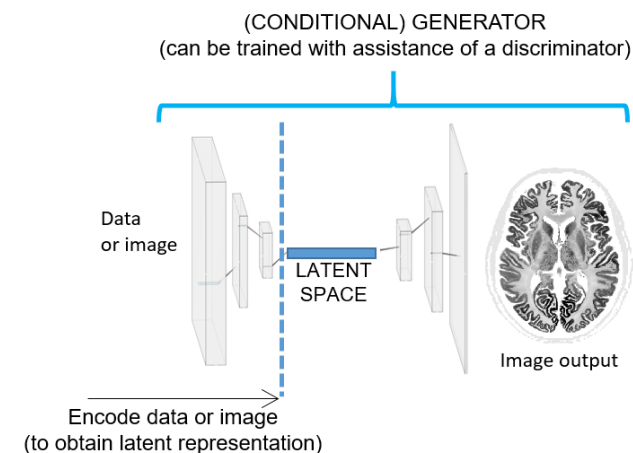 (CONDITIONAL) GENERATOR
(can be trained with assistance of a discriminator)
Data
or image
LATENT
SPACE
Image output
Encode data or image
(to obtain latent representation)